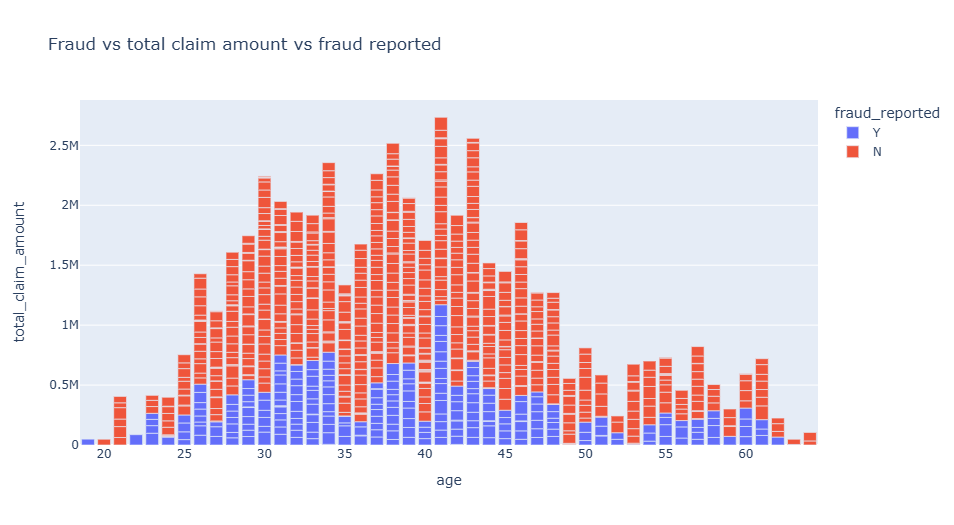 Fraud vs total claim amount vs fraud reported
fraud_reported
Y
N
2.5M
2M
1.5M
1M
0.5M
0
total_claim_amount
20 25 30 35 40 45 50 55 60
age